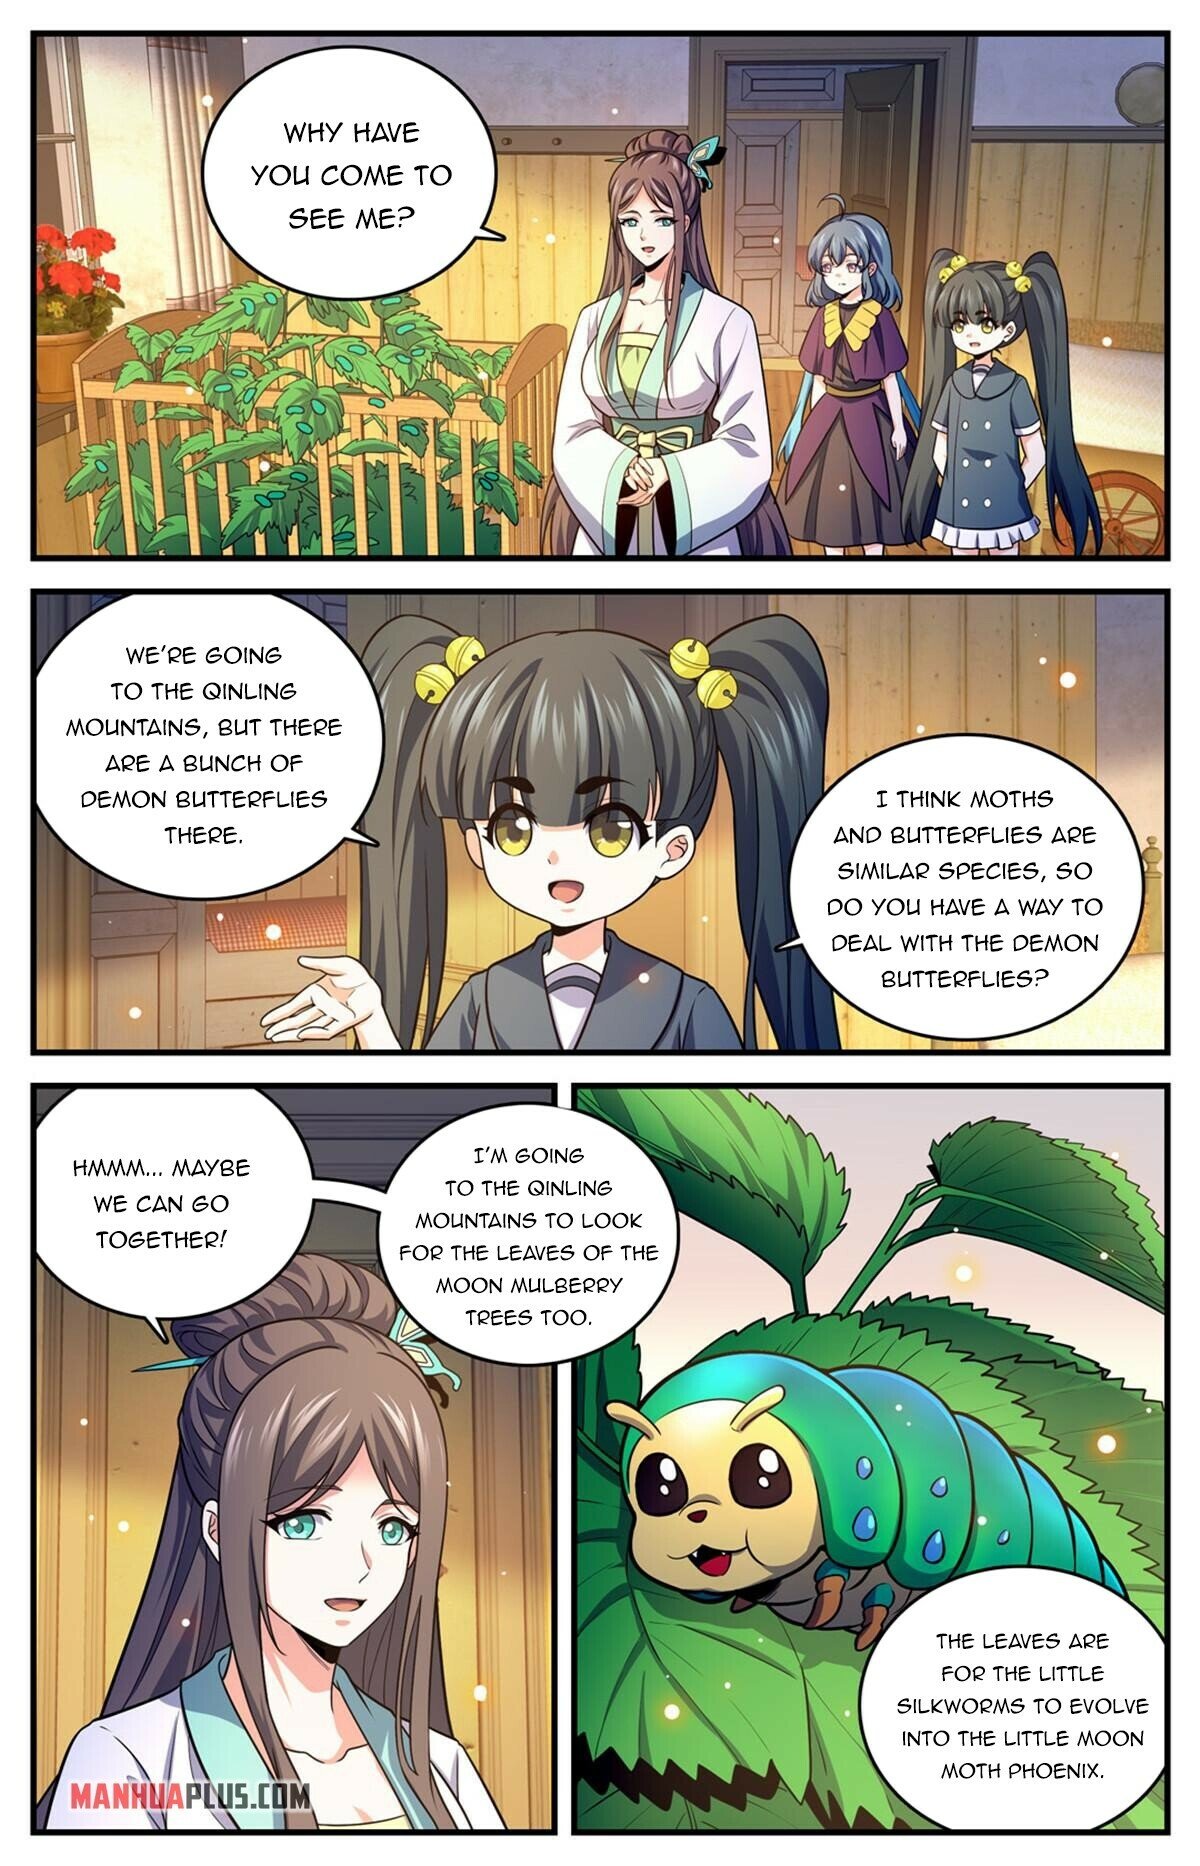 WHY HAVE
YOU COME TO
SEE ME?
WE'RE GOING
TO THE QINLING
MOUNTAINS, BUT THERE
ARE A BUNCH OF
DEMON BUTTERFLIES
THERE.
I THINK MOTHS
AND BUTTERFLIES ARE
SIMILAR SPECIES, SO
DO YOU HAVE A WAY TO
DEAL WITH THE DEMON
BUTTERFLIES?
HMMM... MAYBE
WE CAN GO
TOGETHER!
I'M GOING
TO THE QINLING
MOUNTAINS TO LOOK
FOR THE LEAVES OF THE
MOON MULBERRY
TREES TOO.
THE LEAVES ARE
FOR THE LITTLE
SILKWORMS TO EVOLVE
INTO THE LITTLE MOON
MOTH PHOENIX.
MANHUAPLUS.COM